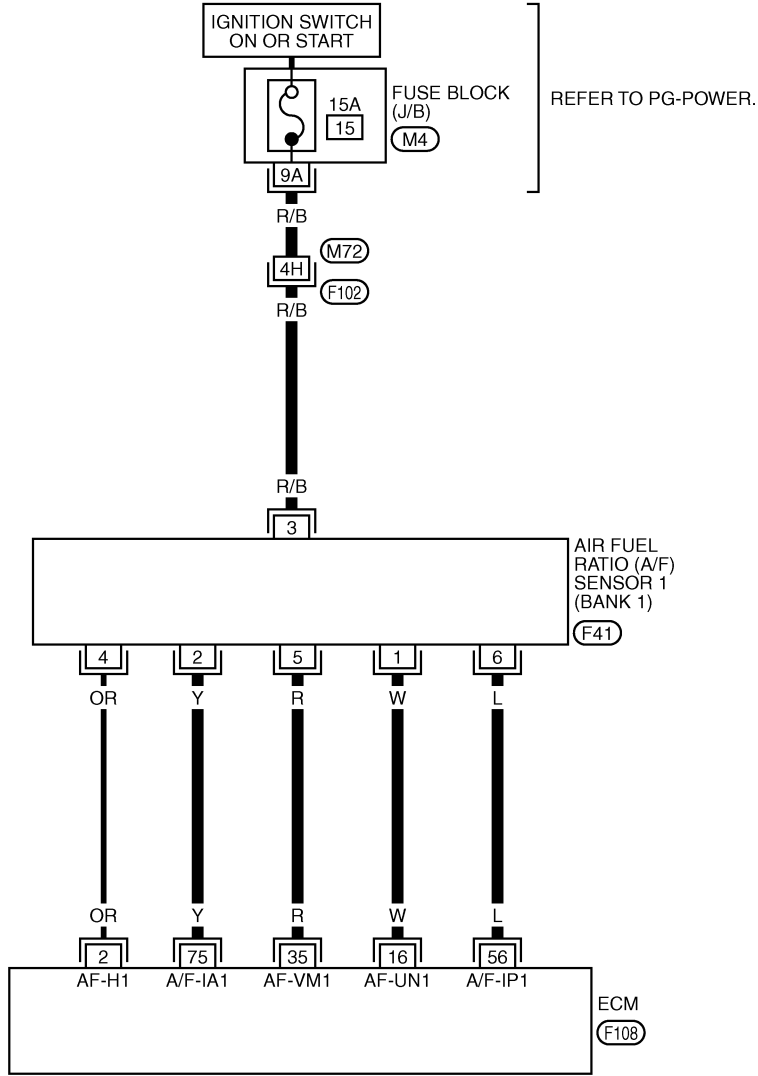 IGNITION SWITCH
ON OR START
FUSE BLOCK
(J/B)
REFER TO PG-POWER.
15A
15
M4
9A
R/B
M72
4H
F102
R/B
R/B
3
AIR FUEL
RATIO (A/F)
SENSOR 1
(BANK 1)
F41
4 2 5 1 6
OR Y R W L
OR Y R W L
2 75 35 16 56
AF-H1 A/F-IA1 AF-VM1 AF-UN1 A/F-IP1
ECM
F108